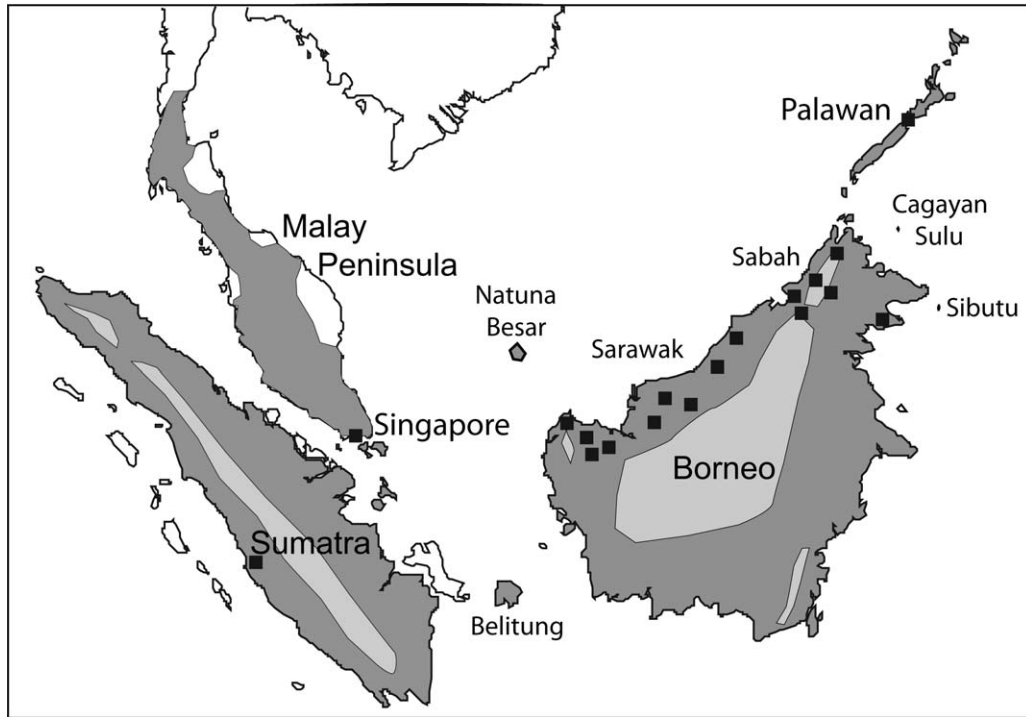 Palawan
Malay
Peninsula
Cagayan
Sulu
Sabah
Natuna
Besar
Sibutu
Sarawak
Singapore
Borneo
Sumatra
Belitung